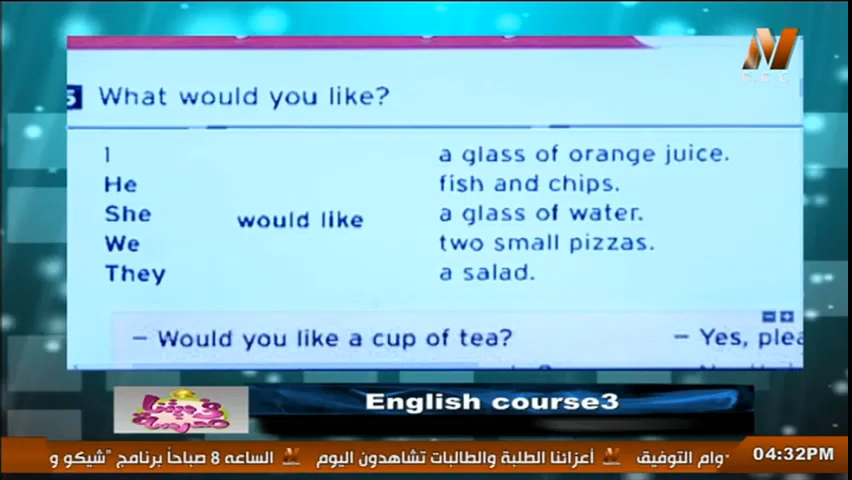 5 What would you like?
I
He
She
We
They
would like
a glass of orange juice.
fish and chips.
a glass of water.
two small pizzas.
a salad.
– Would you like a cup of tea?
– Yes, plea
English course3
وام التوفيق
أعزائنا الطلبة والطالبات تشاهدون اليوم
الساعه 8 صباحاً برنامج "شيكو و
04:32PM